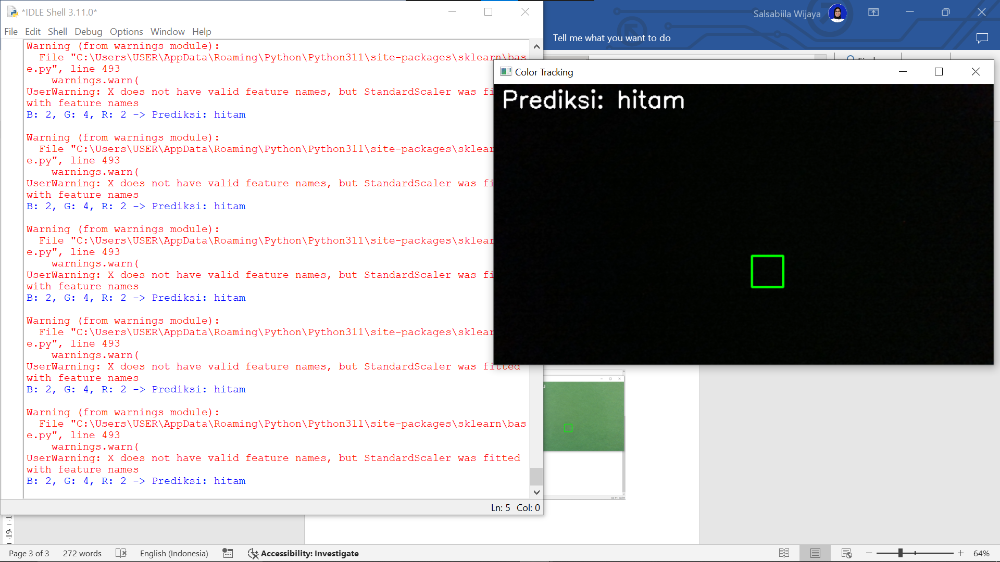 *IDLE Shell 3.11.0*
File Edit Shell Debug Options Window Help
Warning (from warnings module):
  File "C:\Users\USER\AppData\Roaming\Python\Python311\site-packages\sklearn\bas
e.py", line 493
    warnings.warn(
UserWarning: X does not have valid feature names, but StandardScaler was fi
with feature names
B: 2, G: 4, R: 2 -> Prediksi: hitam
Warning (from warnings module):
  File "C:\Users\USER\AppData\Roaming\Python\Python311\site-packages\sklear
e.py", line 493
    warnings.warn(
UserWarning: X does not have valid feature names, but StandardScaler was fi
with feature names
B: 2, G: 4, R: 2 -> Prediksi: hitam
Warning (from warnings module):
  File "C:\Users\USER\AppData\Roaming\Python\Python311\site-packages\sklear
e.py", line 493
    warnings.warn(
UserWarning: X does not have valid feature names, but StandardScaler was fi
with feature names
B: 2, G: 4, R: 2 -> Prediksi: hitam
Warning (from warnings module):
  File "C:\Users\USER\AppData\Roaming\Python\Python311\site-packages\sklear
e.py", line 493
    warnings.warn(
UserWarning: X does not have valid feature names, but StandardScaler was fitted
with feature names
B: 2, G: 4, R: 2 -> Prediksi: hitam
Warning (from warnings module):
  File "C:\Users\USER\AppData\Roaming\Python\Python311\site-packages\sklearn\bas
e.py", line 493
    warnings.warn(
UserWarning: X does not have valid feature names, but StandardScaler was fitted
with feature names
B: 2, G: 4, R: 2 -> Prediksi: hitam
Ln: 5 Col: 0
Salsabiila Wijaya
Tell me what you want to do
Color Tracking
Prediksi: hitam
Page 3 of 3 272 words English (Indonesia) Accessibility: Investigate 64%